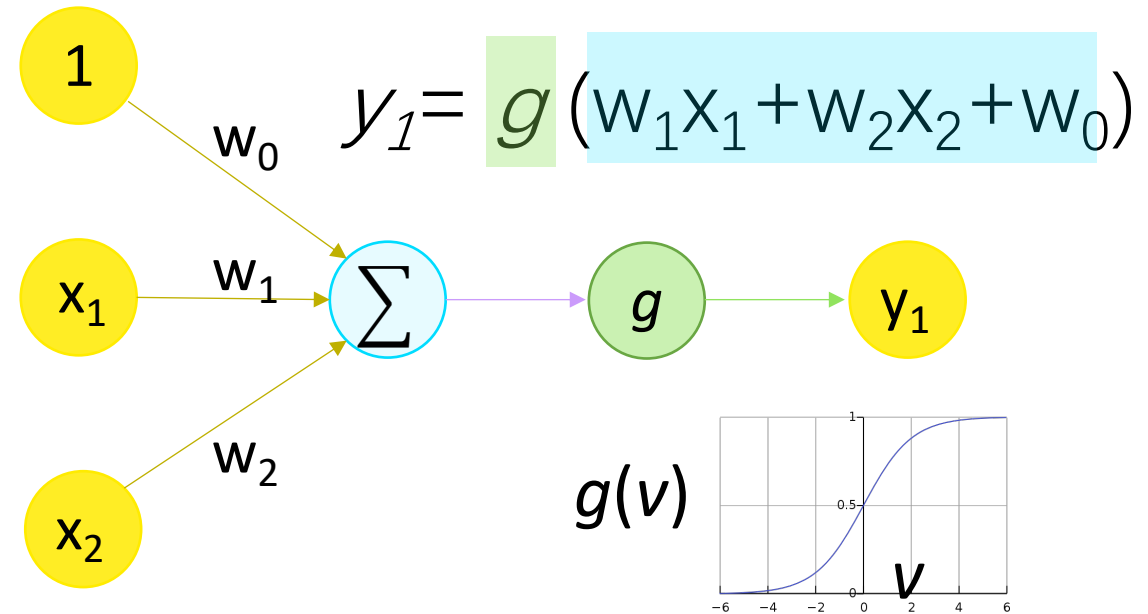 1
y₁= g (w₁x₁+w₂x₂+w₀)
w₀
x₁
w₁
∑
g
y₁
w₂
x₂
g(v)
1
0.5
0
v
−6 −4 −2 0 2 4 6